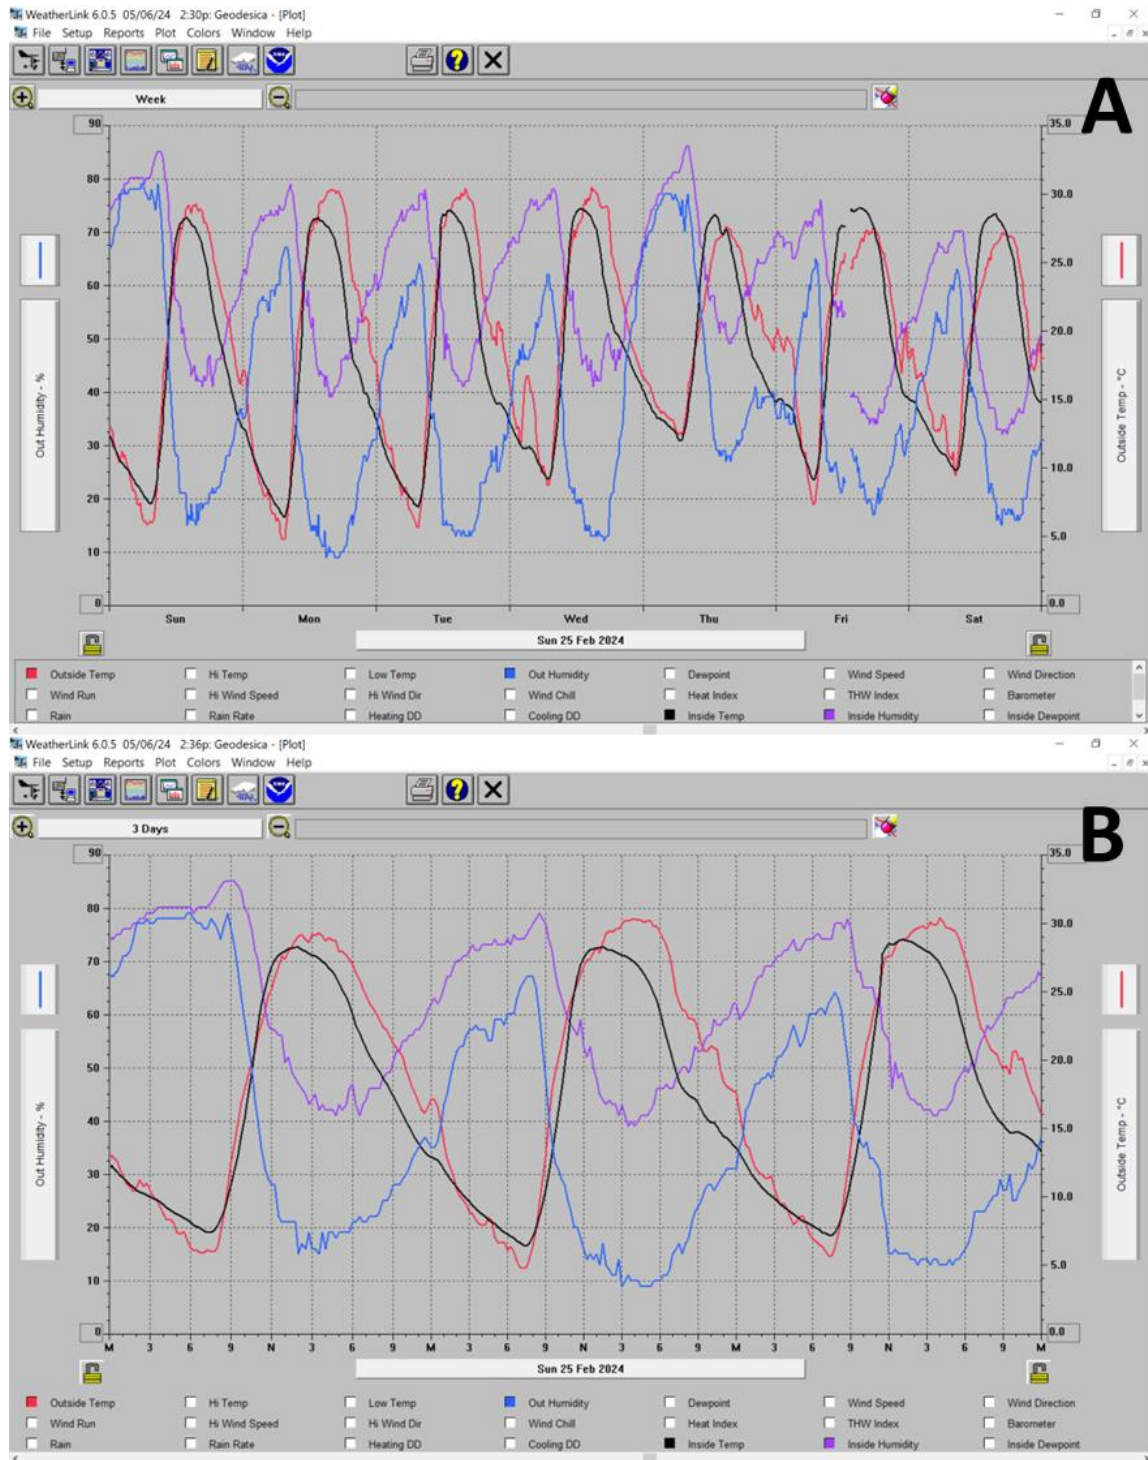 WeatherLink 6.0.5 05/06/24 2:30p: Geodesica - [Plot]
File Setup Reports Plot Colors Window Help
A
Week
90
80
70
60
50
40
30
20
10
0
Out Humidity - %
35.0
30.0
25.0
20.0
15.0
10.0
5.0
0.0
Outside Temp - °C
Sun Mon Tue Wed Thu Fri Sat
Sun 25 Feb 2024
Outside Temp Hi Temp Low Temp Out Humidity Dewpoint Wind Speed Wind Direction
Wind Run Hi Wind Speed Hi Wind Dir Wind Chill Heat Index THW Index Barometer
Rain Rain Rate Heating DD Cooling DD Inside Temp Inside Humidity Inside Dewpoint
WeatherLink 6.0.5 05/06/24 2:36p: Geodesica - [Plot]
File Setup Reports Plot Colors Window Help
B
3 Days
90
80
70
60
50
40
30
20
10
0
Out Humidity - %
35.0
30.0
25.0
20.0
15.0
10.0
5.0
0.0
Outside Temp - °C
M 3 6 9 N 3 6 9 M 3 6 9 N 3 6 9 M 3 6 9 N 3 6 9 M
Sun 25 Feb 2024
Outside Temp Hi Temp Low Temp Out Humidity Dewpoint Wind Speed Wind Direction
Wind Run Hi Wind Speed Hi Wind Dir Wind Chill Heat Index THW Index Barometer
Rain Rain Rate Heating DD Cooling DD Inside Temp Inside Humidity Inside Dewpoint